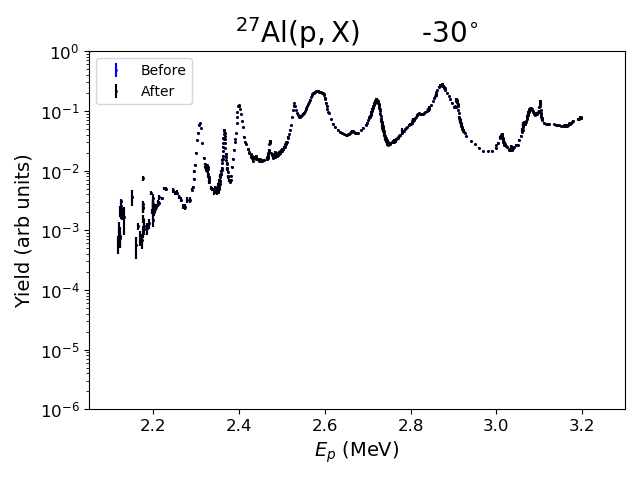 ²⁷Al(p, X) -30°
10⁰
10⁻¹
10⁻²
10⁻³
10⁻⁴
10⁻⁵
10⁻⁶
Yield (arb units)
Before
After
2.2 2.4 2.6 2.8 3.0 3.2
Eₚ (MeV)